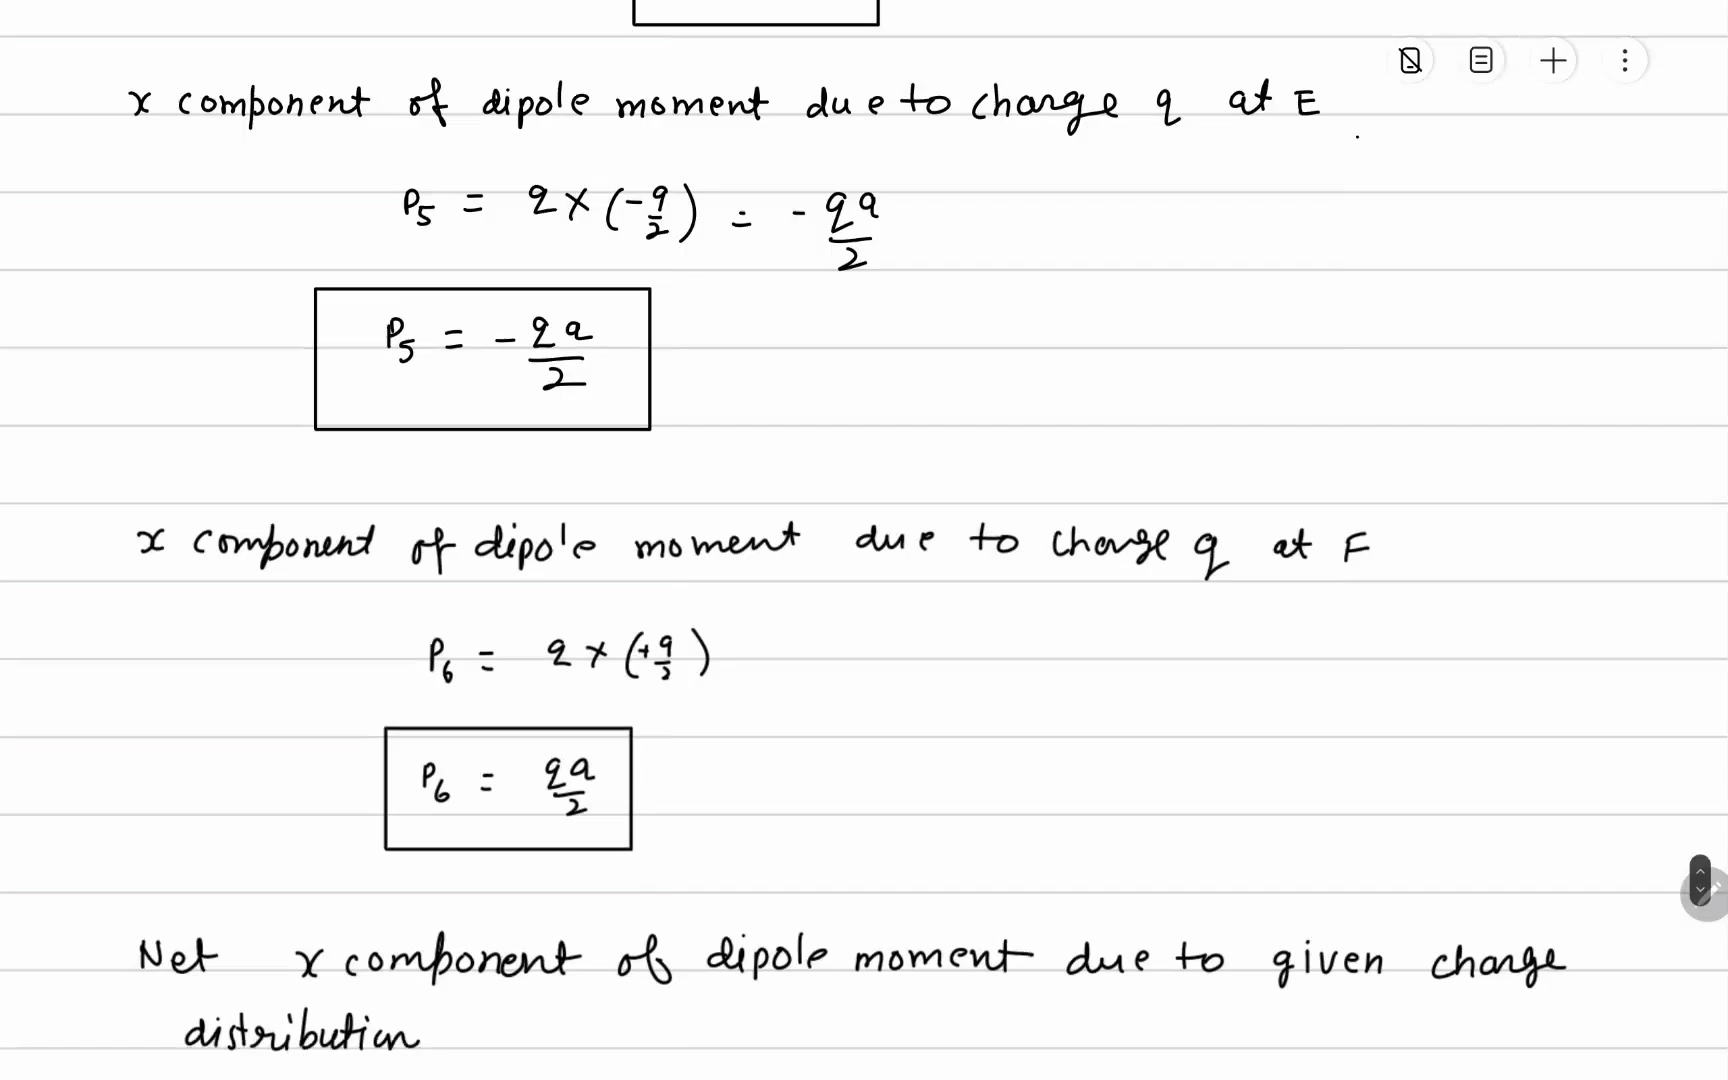 x component of dipole moment due to charge q at E
P₅ = q × (-a/2) = - qa/2
P₅ = - qa/2
x component of dipole moment due to charge q at F
P₆ = q × (+a/2)
P₆ = qa/2
Net x component of dipole moment due to given charge
distribution